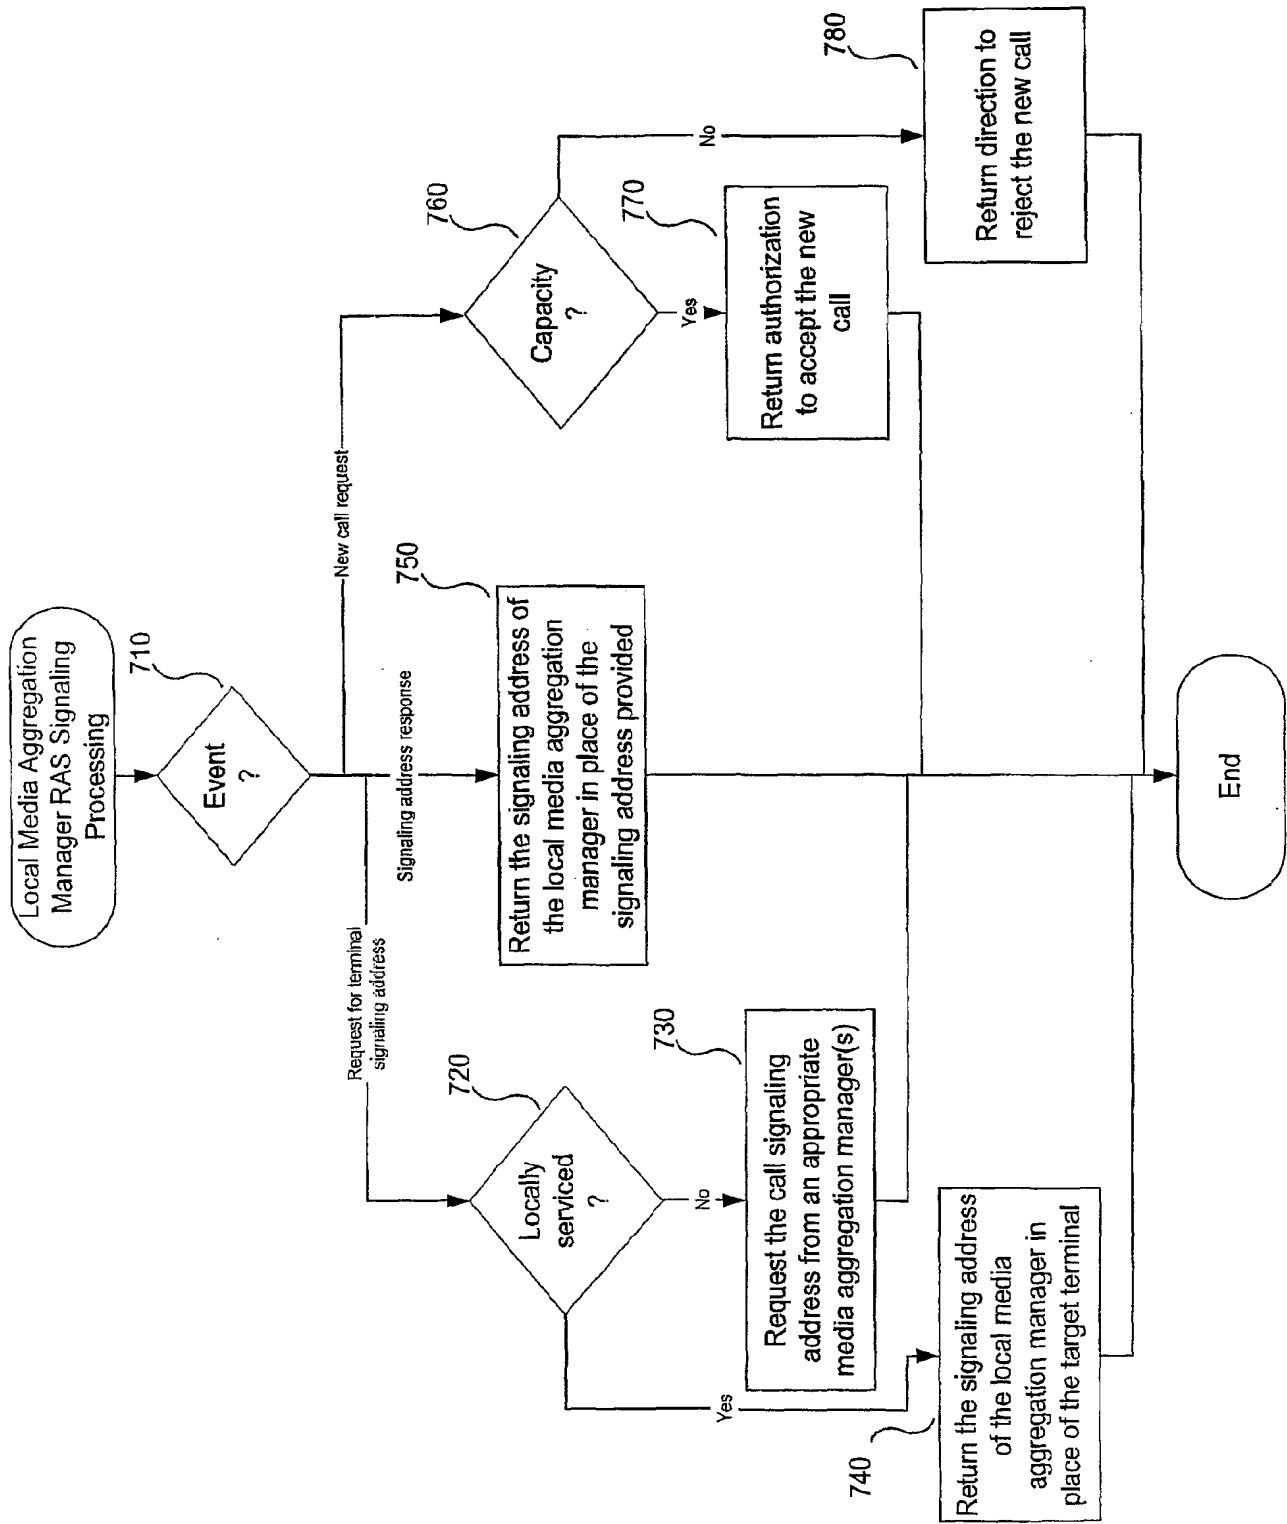 Local Media Aggregation
Manager RAS Signaling
Processing
710
Event
?
Request for terminal
signaling address
Signaling address response
New call request
720
Locally
serviced
?
No
Yes
730
Request the call signaling
address from an appropriate
media aggregation manager(s)
740
Return the signaling address
of the local media
aggregation manager in
place of the target terminal
750
Return the signaling address of
the local media aggregation
manager in place of the
signaling address provided
760
Capacity
?
Yes
No
770
Return authorization
to accept the new
call
780
Return direction to
reject the new call
End